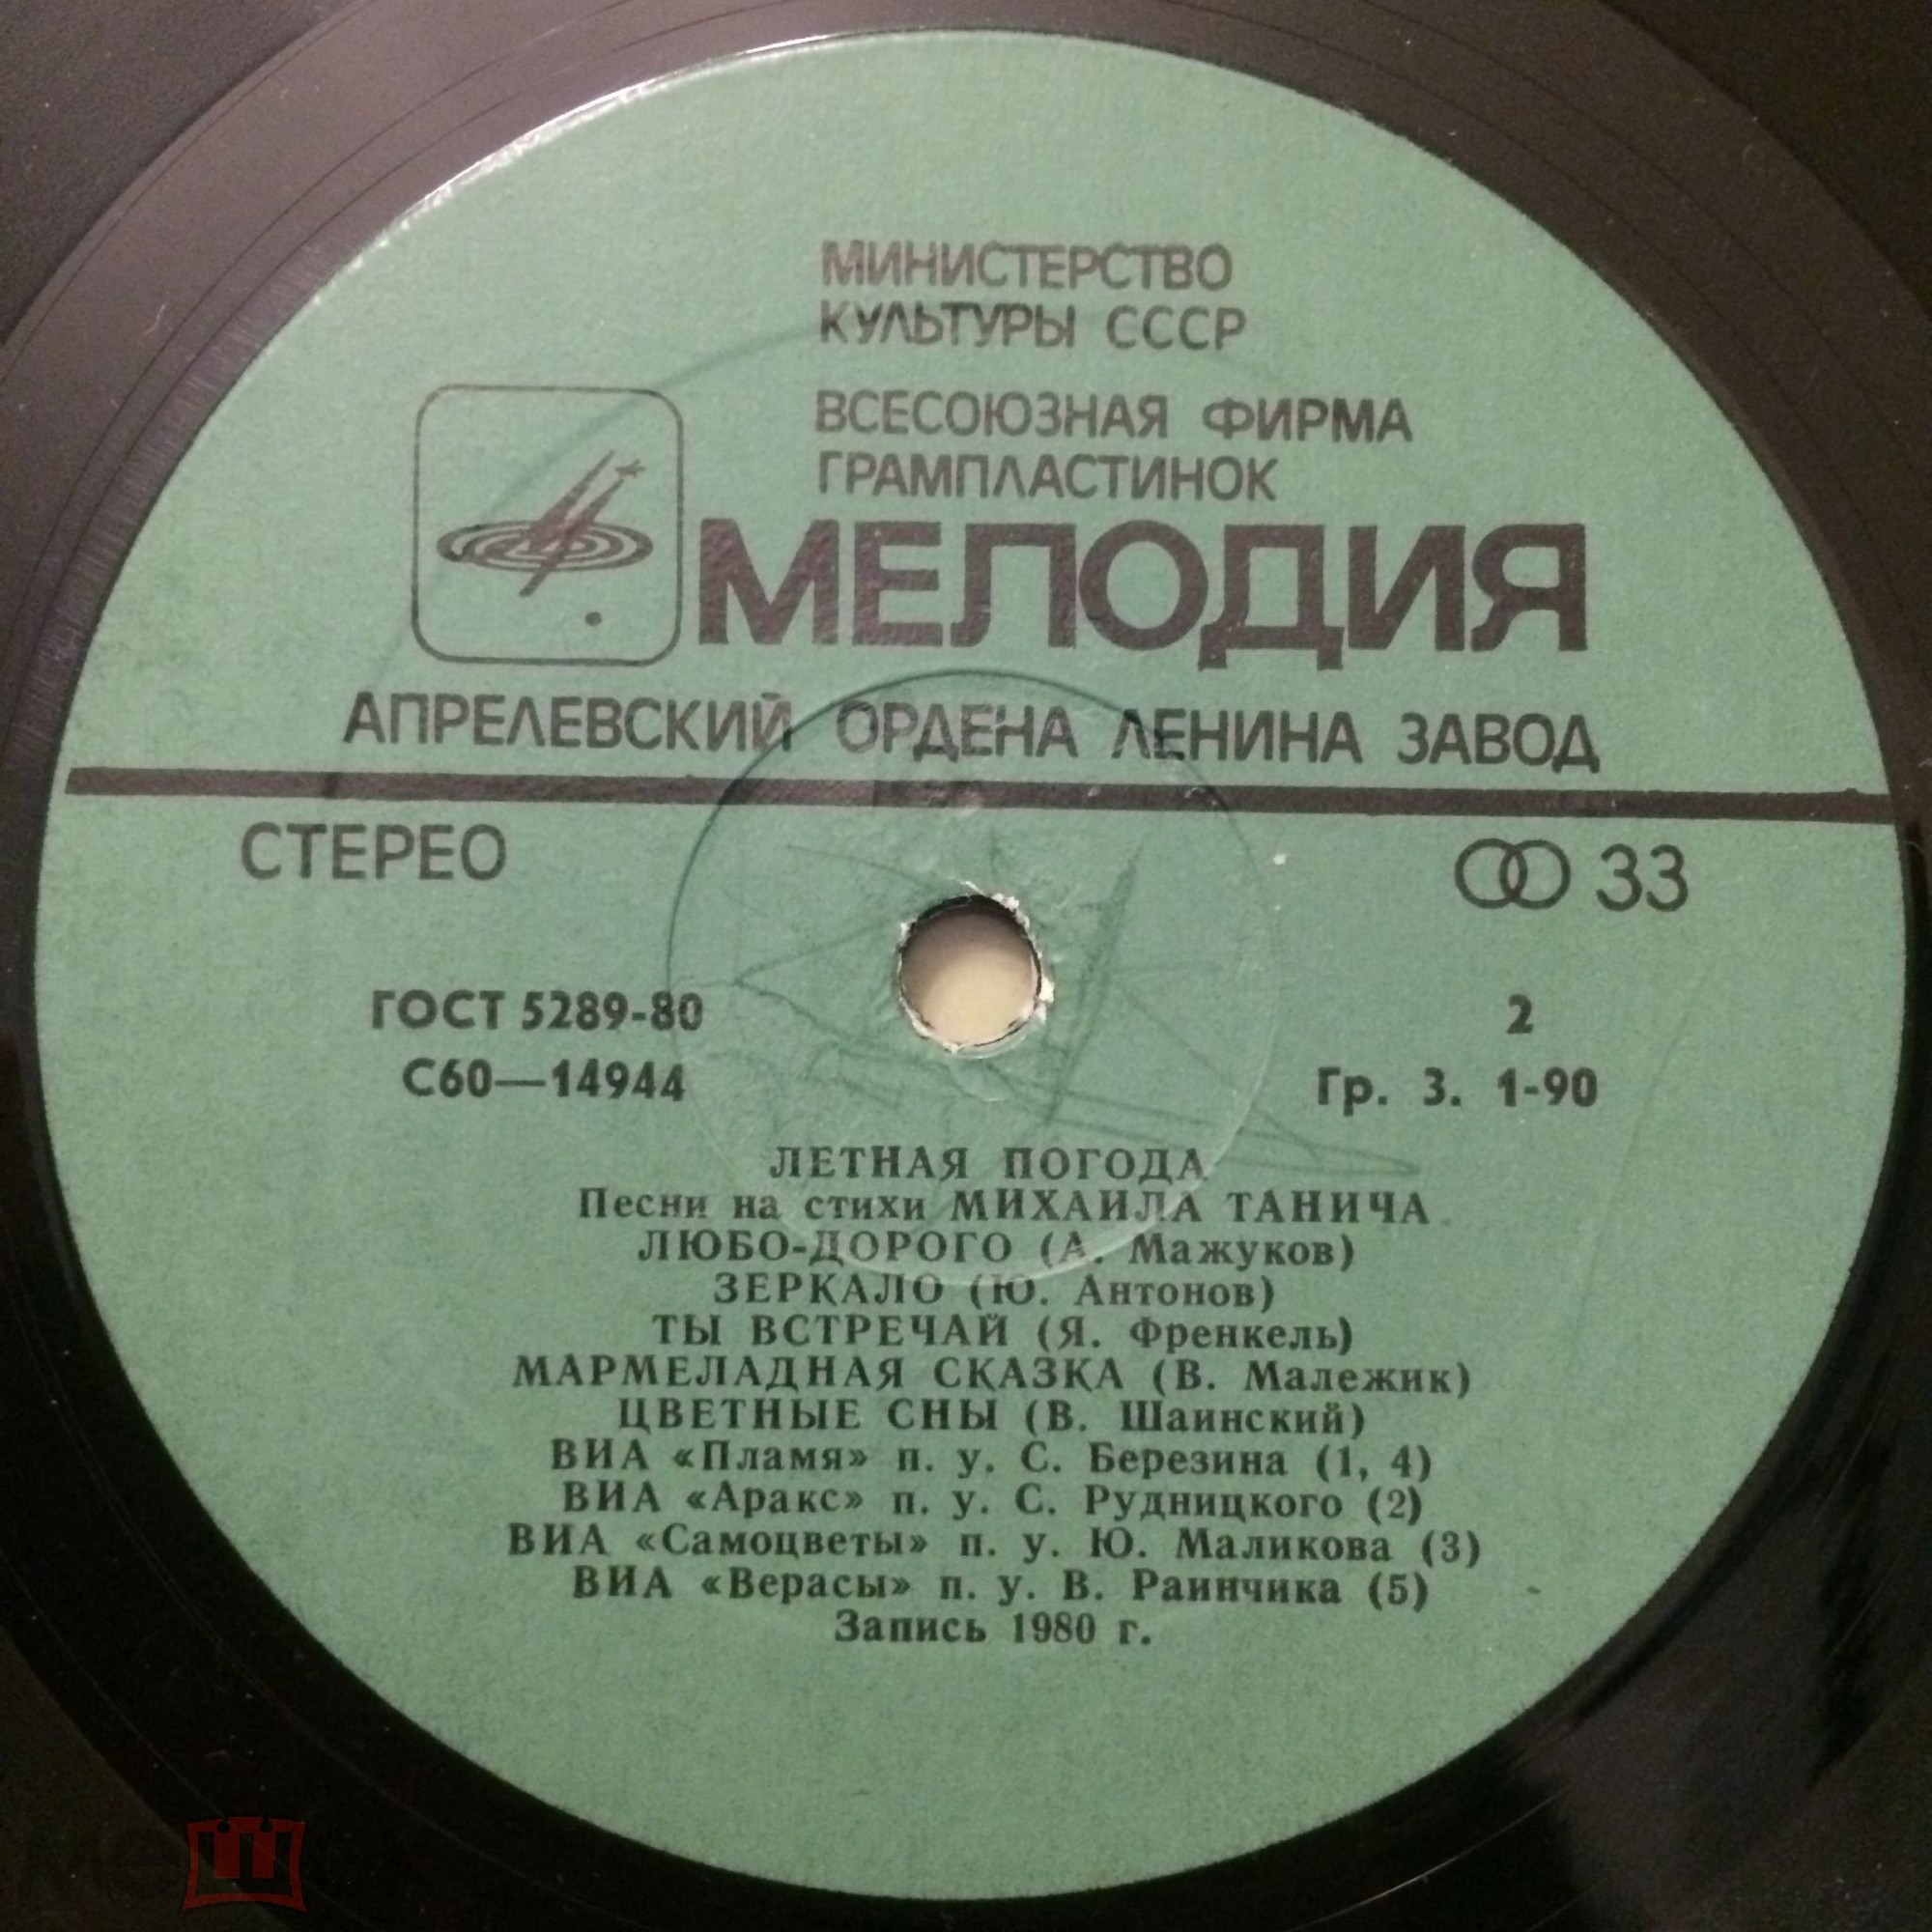 МИНИСТЕРСТВО
КУЛЬТУРЫ СССР
ВСЕСОЮЗНАЯ ФИРМА
ГРАМПЛАСТИНОК
МЕЛОДИЯ
АПРЕЛЕВСКИЙ ОРДЕНА ЛЕНИНА ЗАВОД
СТЕРЕО
33
ГОСТ 5289-80
2
С60—14944
Гр. 3. 1-90
ЛЕТНАЯ ПОГОДА
Песни на стихи МИХАИЛА ТАНИЧА
ЛЮБО-ДОРОГО (А. Мажуков)
ЗЕРКАЛО (Ю. Антонов)
ТЫ ВСТРЕЧАЙ (Я. Френкель)
МАРМЕЛАДНАЯ СКАЗКА (В. Малежик)
ЦВЕТНЫЕ СНЫ (В. Шаинский)
ВИА «Пламя» п. у. С. Березина (1, 4)
ВИА «Аракс» п. у. С. Рудницкого (2)
ВИА «Самоцветы» п. у. Ю. Маликова (3)
ВИА «Верасы» п. у. В. Раинчика (5)
Запись 1980 г.